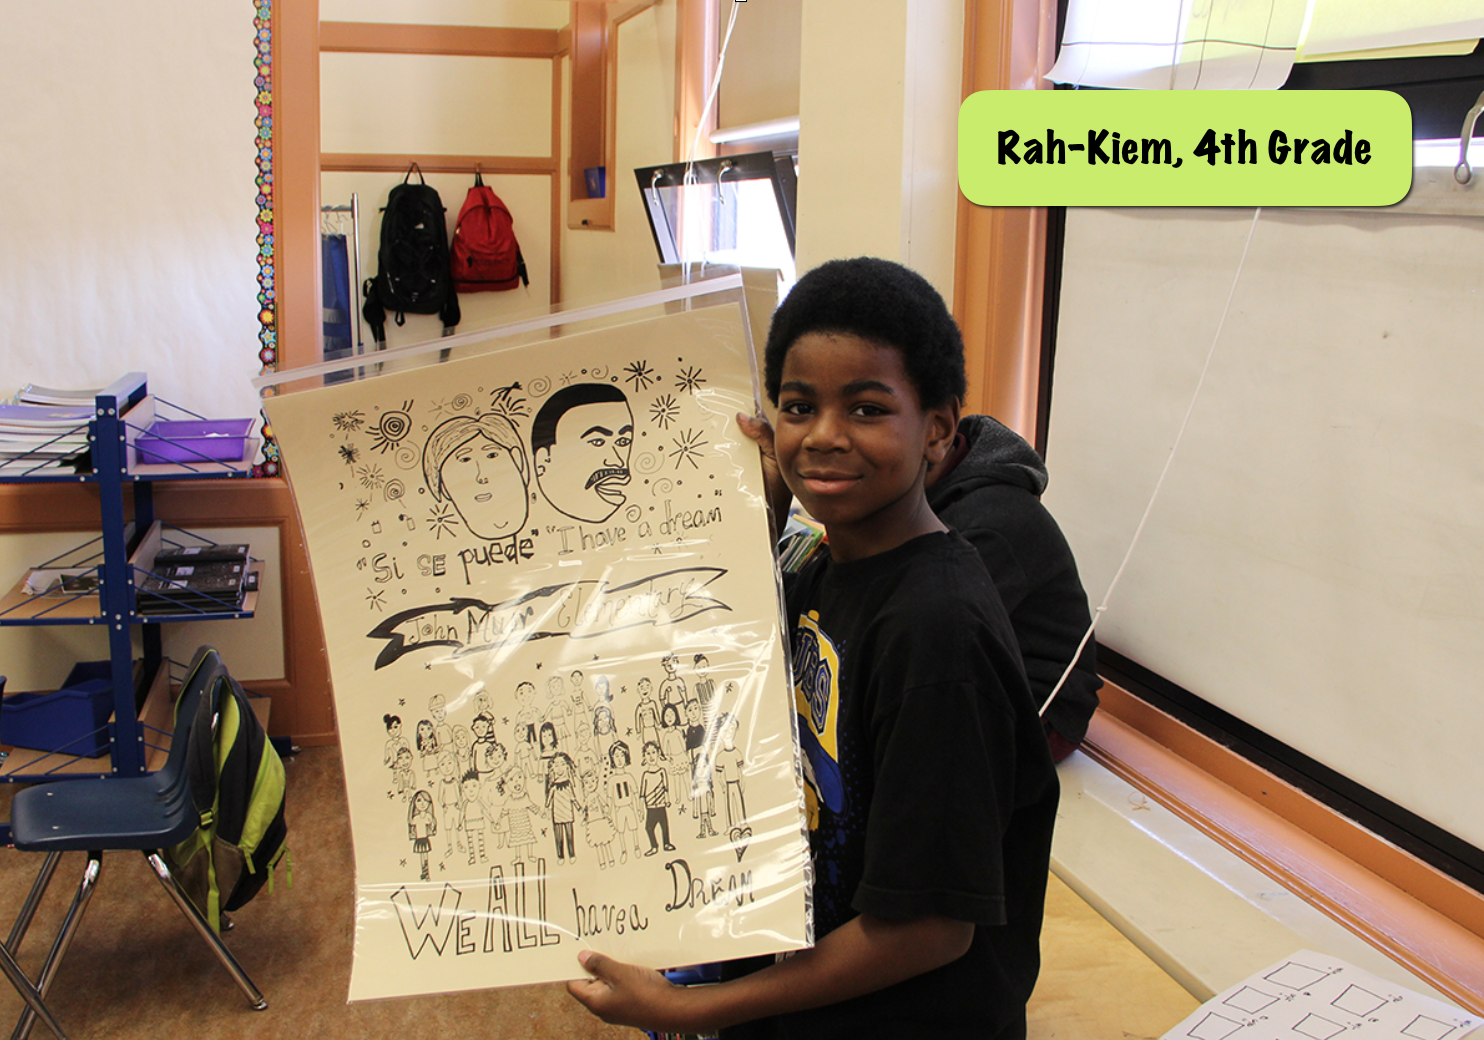 Rah-Kiem, 4th Grade
"Si SE puede" "I have a dream"
John Muir Elementary
WE ALL have a DREAM